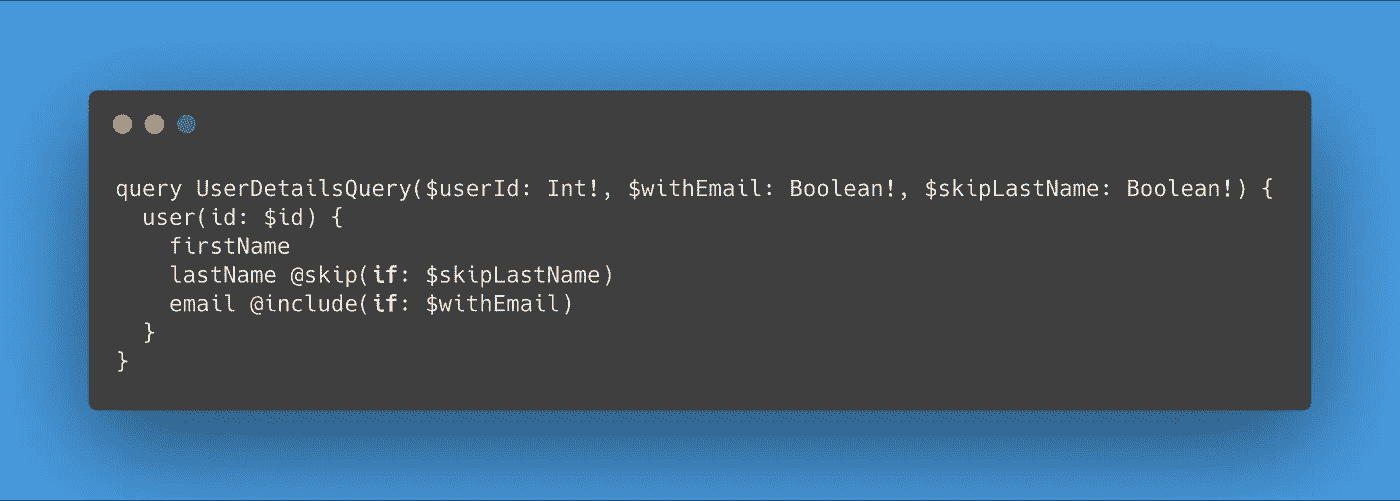 query UserDetailsQuery($userId: Int!, $withEmail: Boolean!, $skipLastName: Boolean!) {
  user(id: $id) {
    firstName
    lastName @skip(if: $skipLastName)
    email @include(if: $withEmail)
  }
}